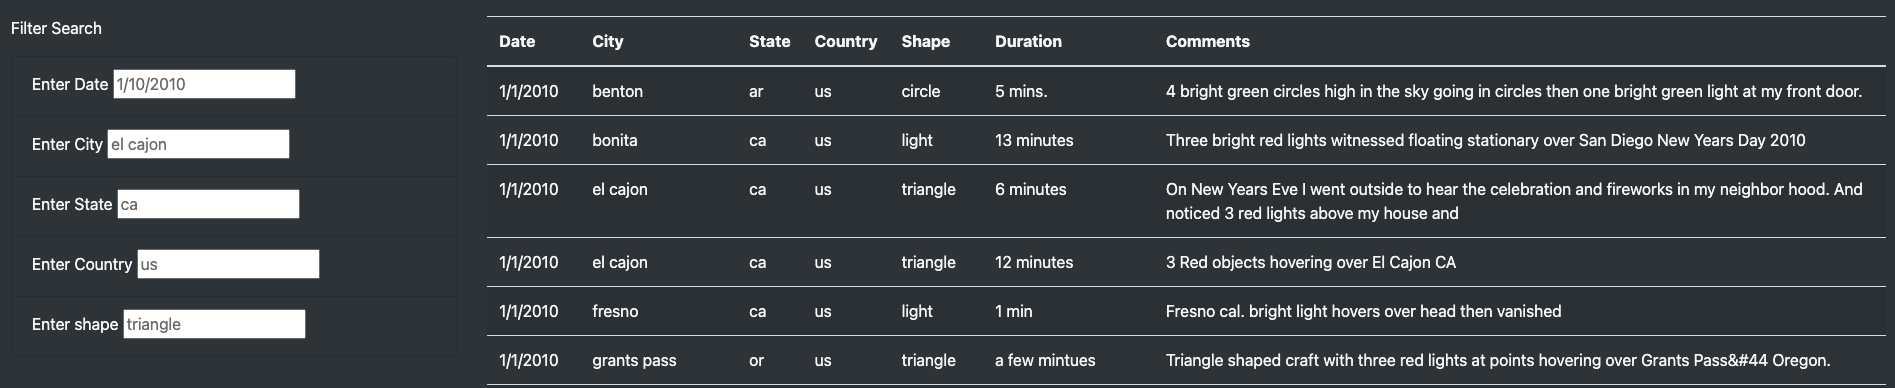 Filter Search
Enter Date 1/10/2010
Enter City el cajon
Enter State ca
Enter Country us
Enter shape triangle
Date City State Country Shape Duration Comments
1/1/2010 benton ar us circle 5 mins. 4 bright green circles high in the sky going in circles then one bright green light at my front door.
1/1/2010 bonita ca us light 13 minutes Three bright red lights witnessed floating stationary over San Diego New Years Day 2010
1/1/2010 el cajon ca us triangle 6 minutes On New Years Eve I went outside to hear the celebration and fireworks in my neighbor hood. And
noticed 3 red lights above my house and
1/1/2010 el cajon ca us triangle 12 minutes 3 Red objects hovering over El Cajon CA
1/1/2010 fresno ca us light 1 min Fresno cal. bright light hovers over head then vanished
1/1/2010 grants pass or us triangle a few mintues Triangle shaped craft with three red lights at points hovering over Grants Pass&#44 Oregon.